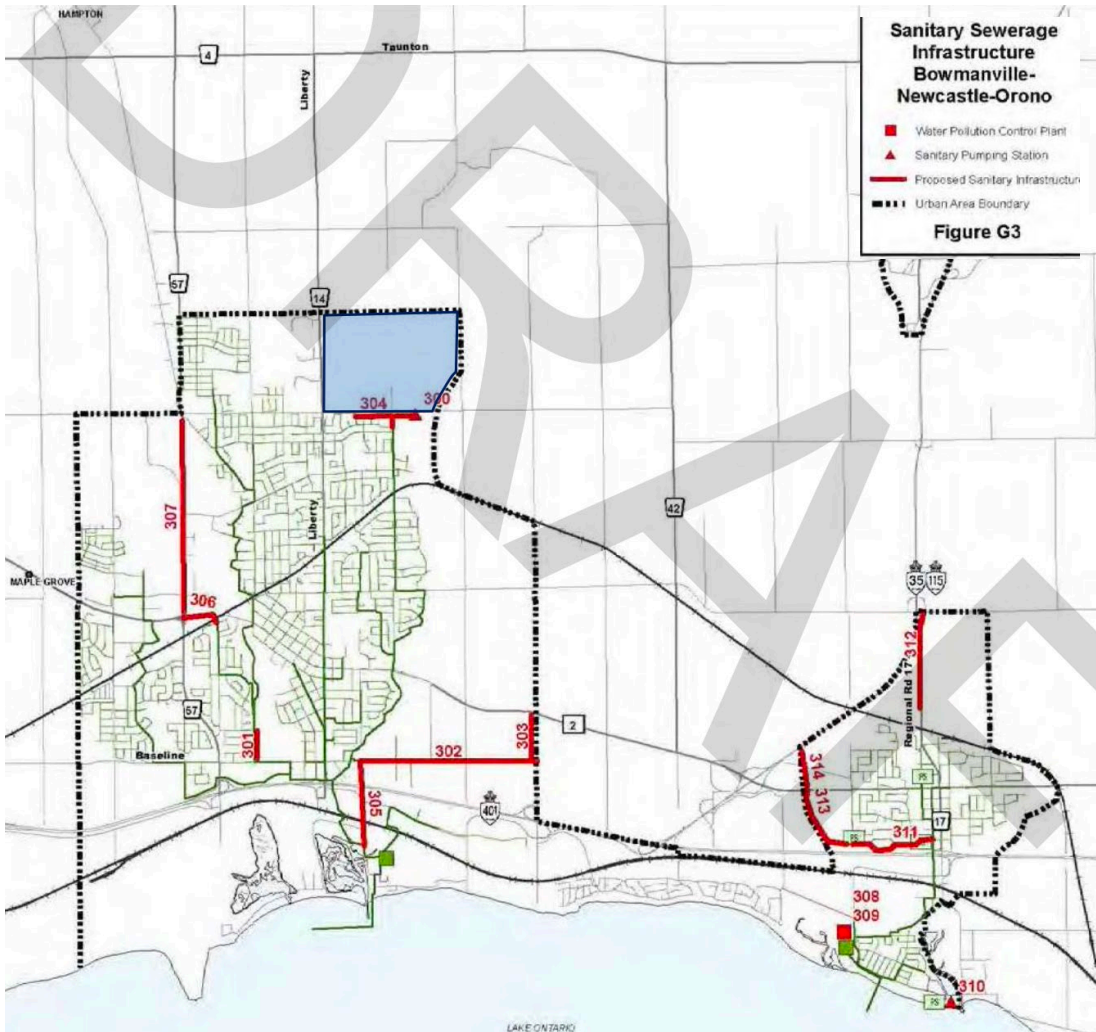 HAMPTON
Taunton
4
Liberty
Sanitary Sewerage
Infrastructure
Bowmanville-
Newcastle-Orono
Water Pollution Control Plant
Sanitary Pumping Station
Proposed Sanitary Infrastructure
Urban Area Boundary
Figure G3
57
14
304
300
307
Liberty
42
MAPLE GROVE
306
35
115
312
Regional Rd 17
57
301
303
2
Baseline
302
314
313
PS
305
401
17
PS
311
308
309
310
PS
LAKE ONTARIO
DRAFT